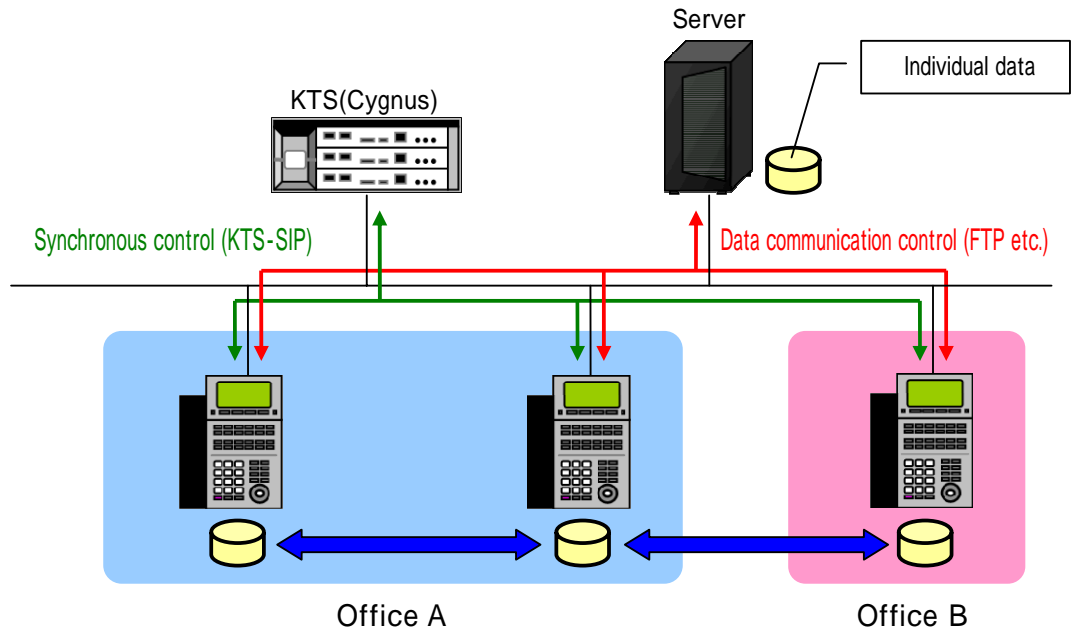 Server
Individual data
KTS(Cygnus)
Synchronous control (KTS-SIP)
Data communication control (FTP etc.)
Office A
Office B